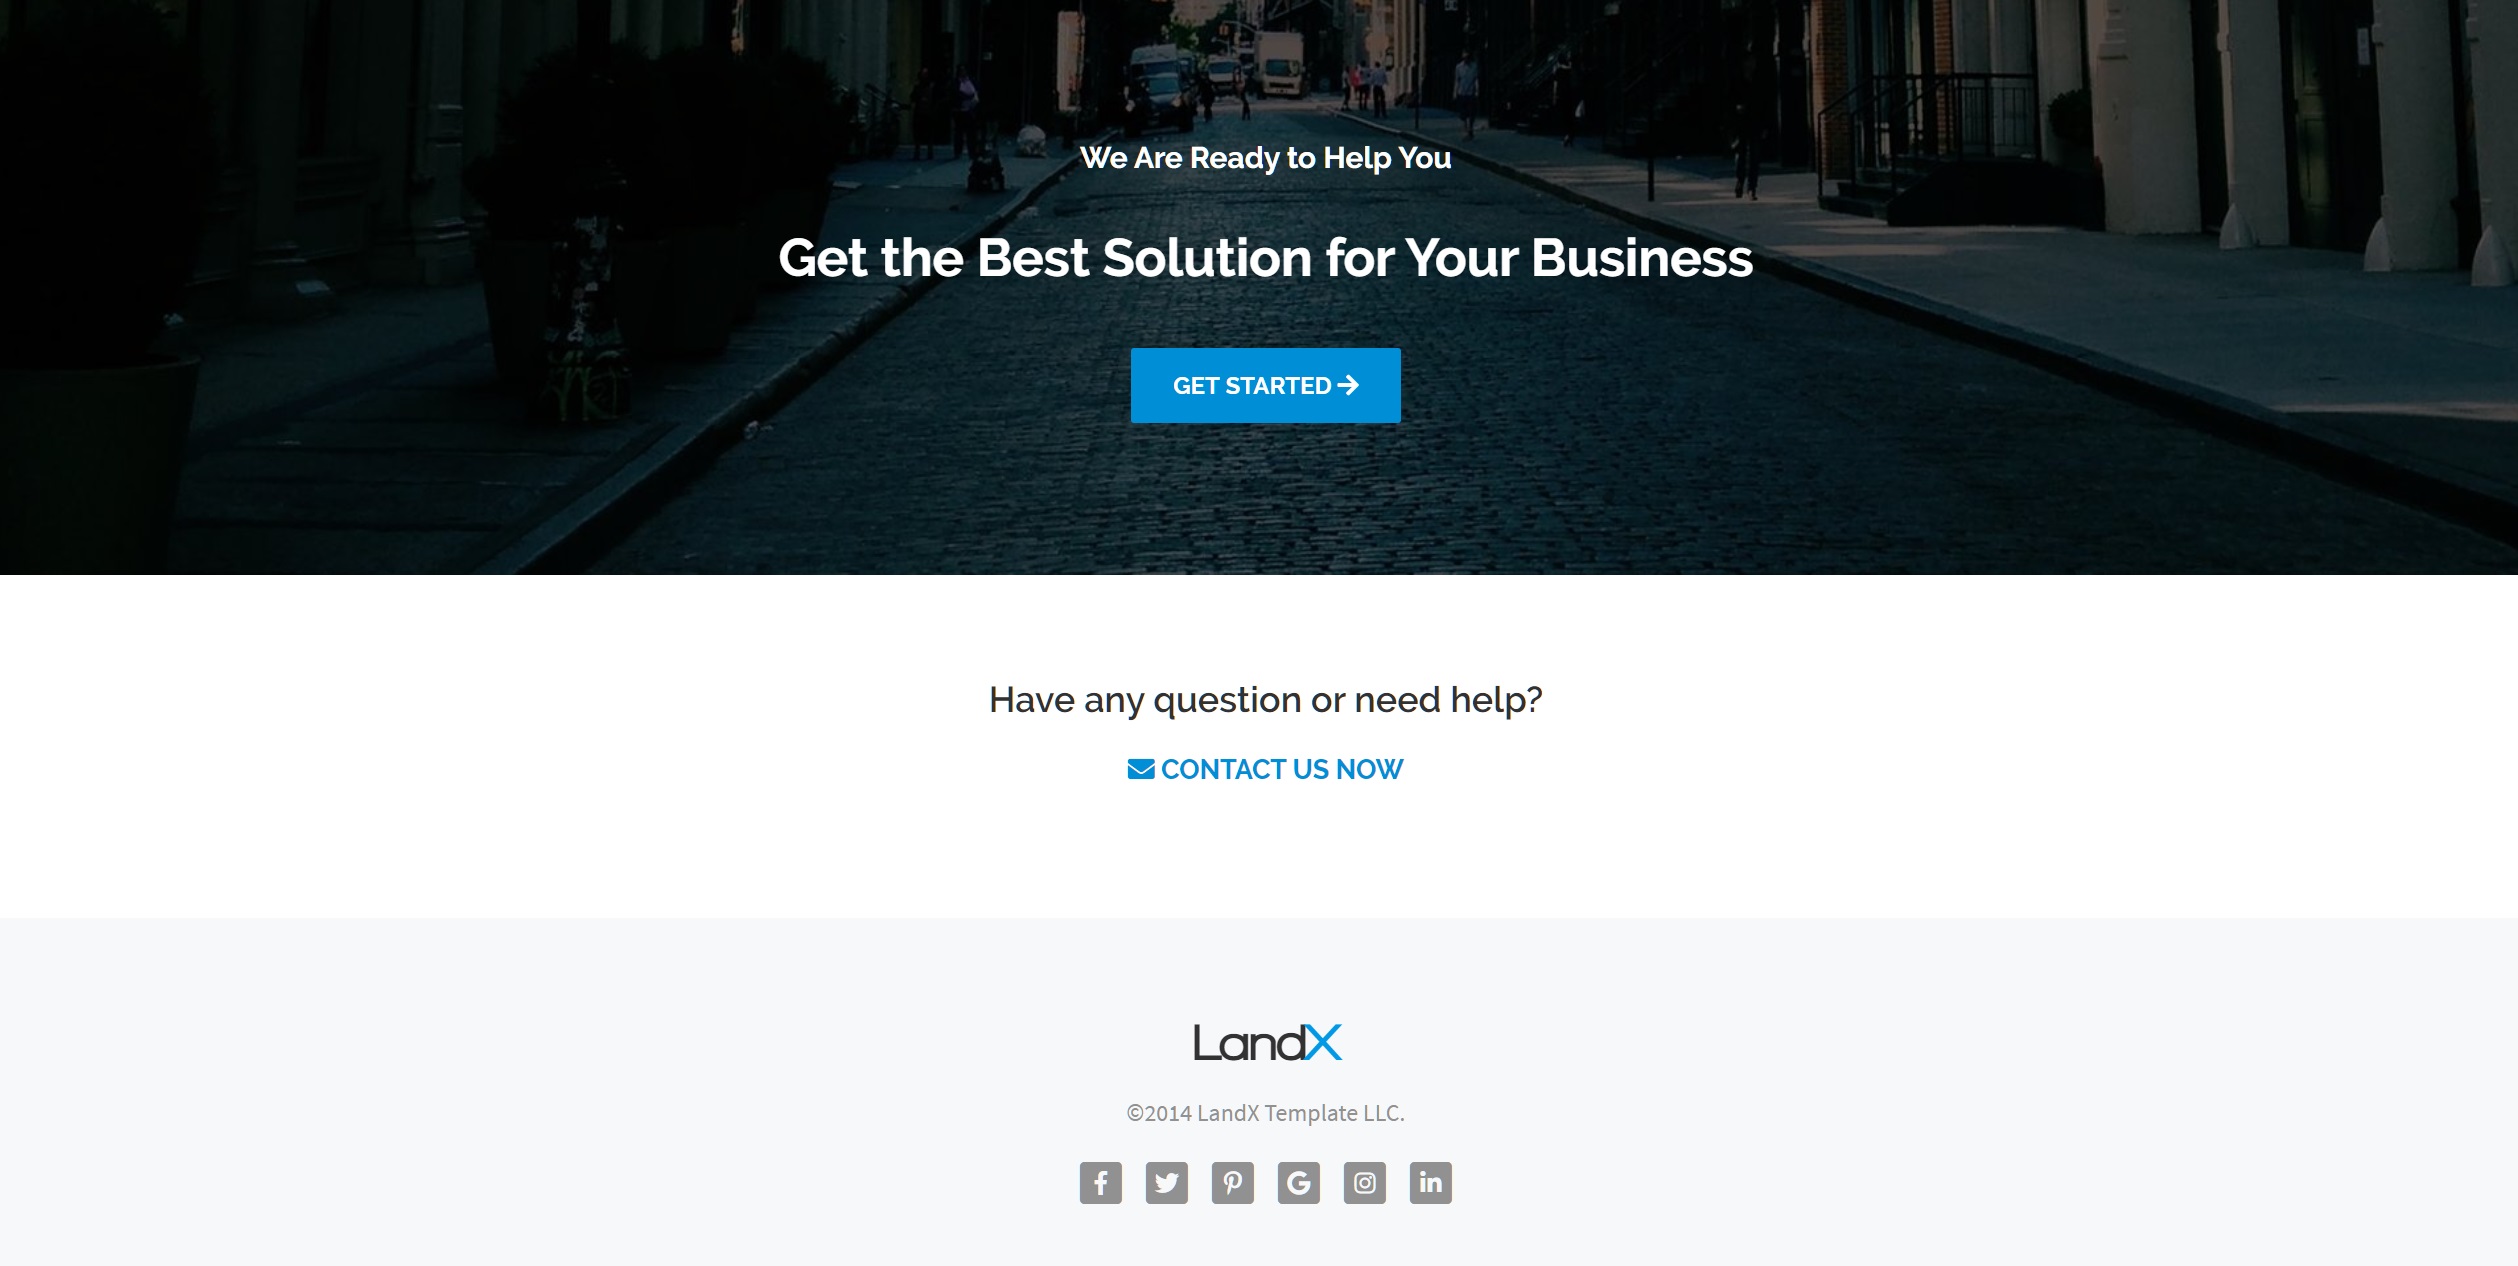 We Are Ready to Help You
Get the Best Solution for Your Business
GET STARTED
Have any question or need help?
CONTACT US NOW
LandX
©2014 LandX Template LLC.